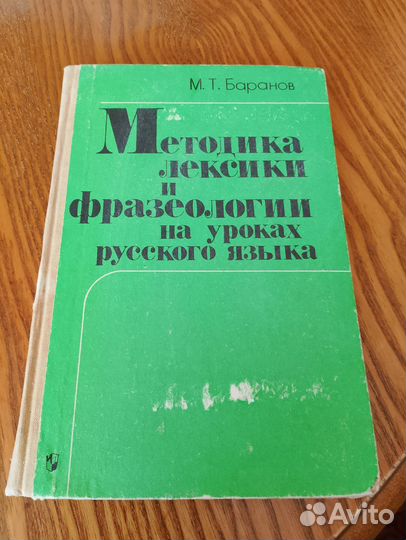 М. Т. Баранов
Методика
лексики
и
фразеологии
на уроках
русского языка
Avito